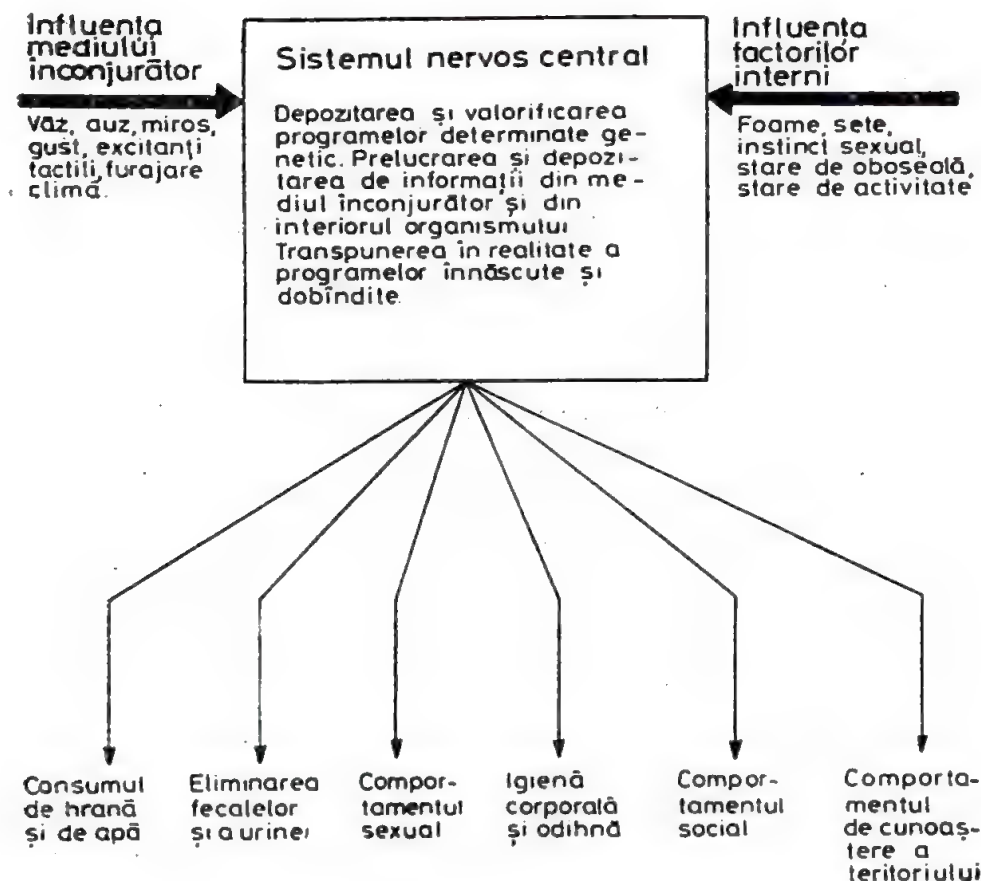 Influența
mediului
înconjurător
Văz, auz, miros,
gust, excitanți
tactili, furajare
climă.
Sistemul nervos central
Depozitarea și valorificarea
programelor determinate ge-
netic. Prelucrarea și depozi-
tarea de informații din me-
diul înconjurător și din
interiorul organismului
Transpunerea în realitate a
programelor înnăscute și
dobîndite.
Influența
factorilor
interni
Foame, sete,
instinct sexual,
stare de oboseală,
stare de activitate
Consumul
de hrană
și de apă
Eliminarea
fecalelor
și a urinei
Compor-
tamentul
sexual
Igienă
corporală
și odihnă
Compor-
tamentul
social
Comporta-
mentul
de cunoaș-
tere a
teritoriului